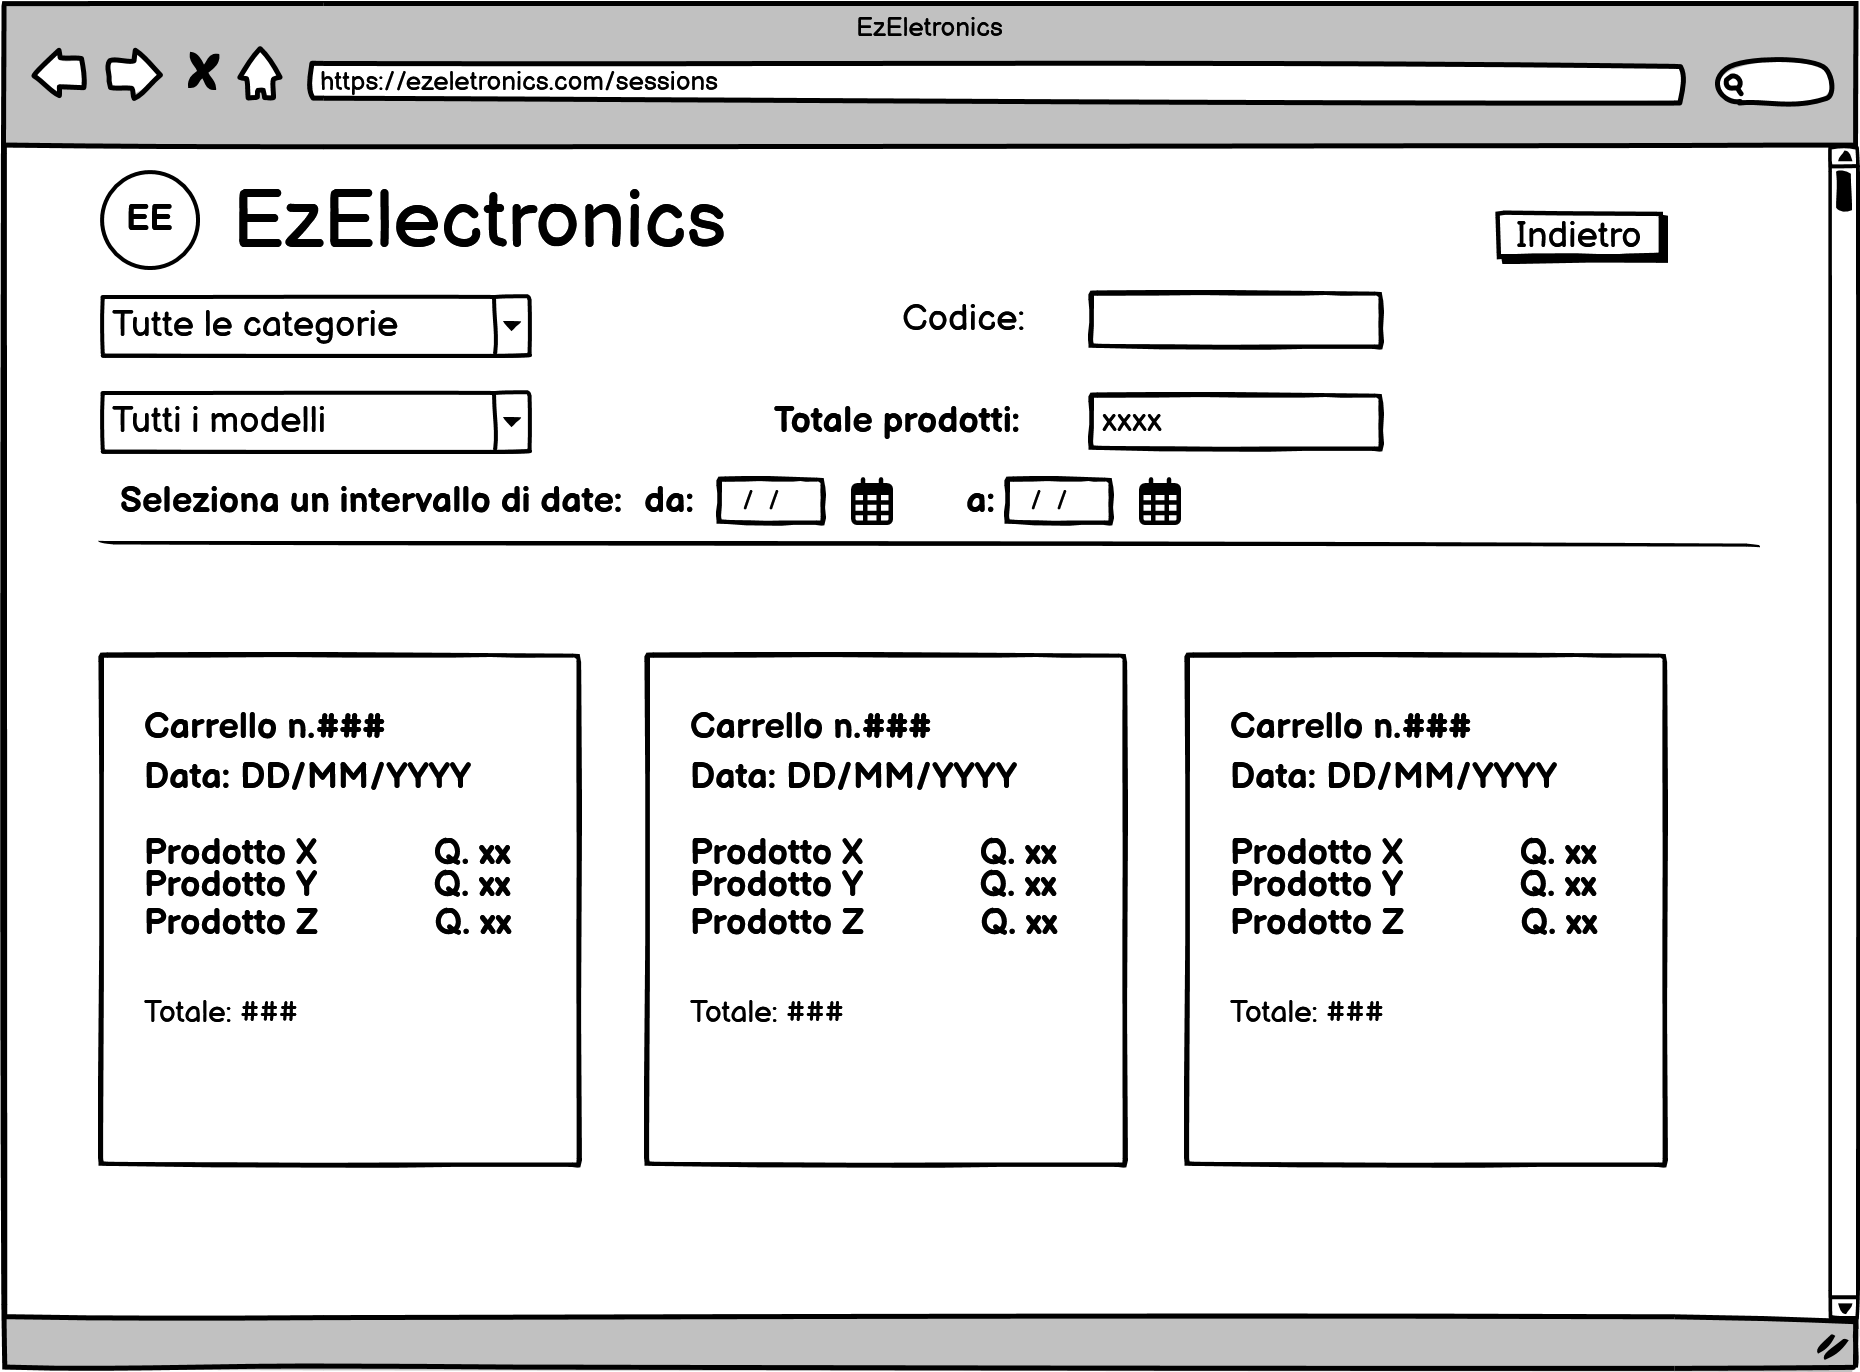 EzEletronics
https://ezeletronics.com/sessions
EE
EzElectronics
Indietro
Tutte le categorie
Codice:
Tutti i modelli
Totale prodotti: xxxx
Seleziona un intervallo di date: da: / / a: / /
Carrello n.###
Data: DD/MM/YYYY
Prodotto X Q. xx
Prodotto Y Q. xx
Prodotto Z Q. xx
Totale: ###
Carrello n.###
Data: DD/MM/YYYY
Prodotto X Q. xx
Prodotto Y Q. xx
Prodotto Z Q. xx
Totale: ###
Carrello n.###
Data: DD/MM/YYYY
Prodotto X Q. xx
Prodotto Y Q. xx
Prodotto Z Q. xx
Totale: ###